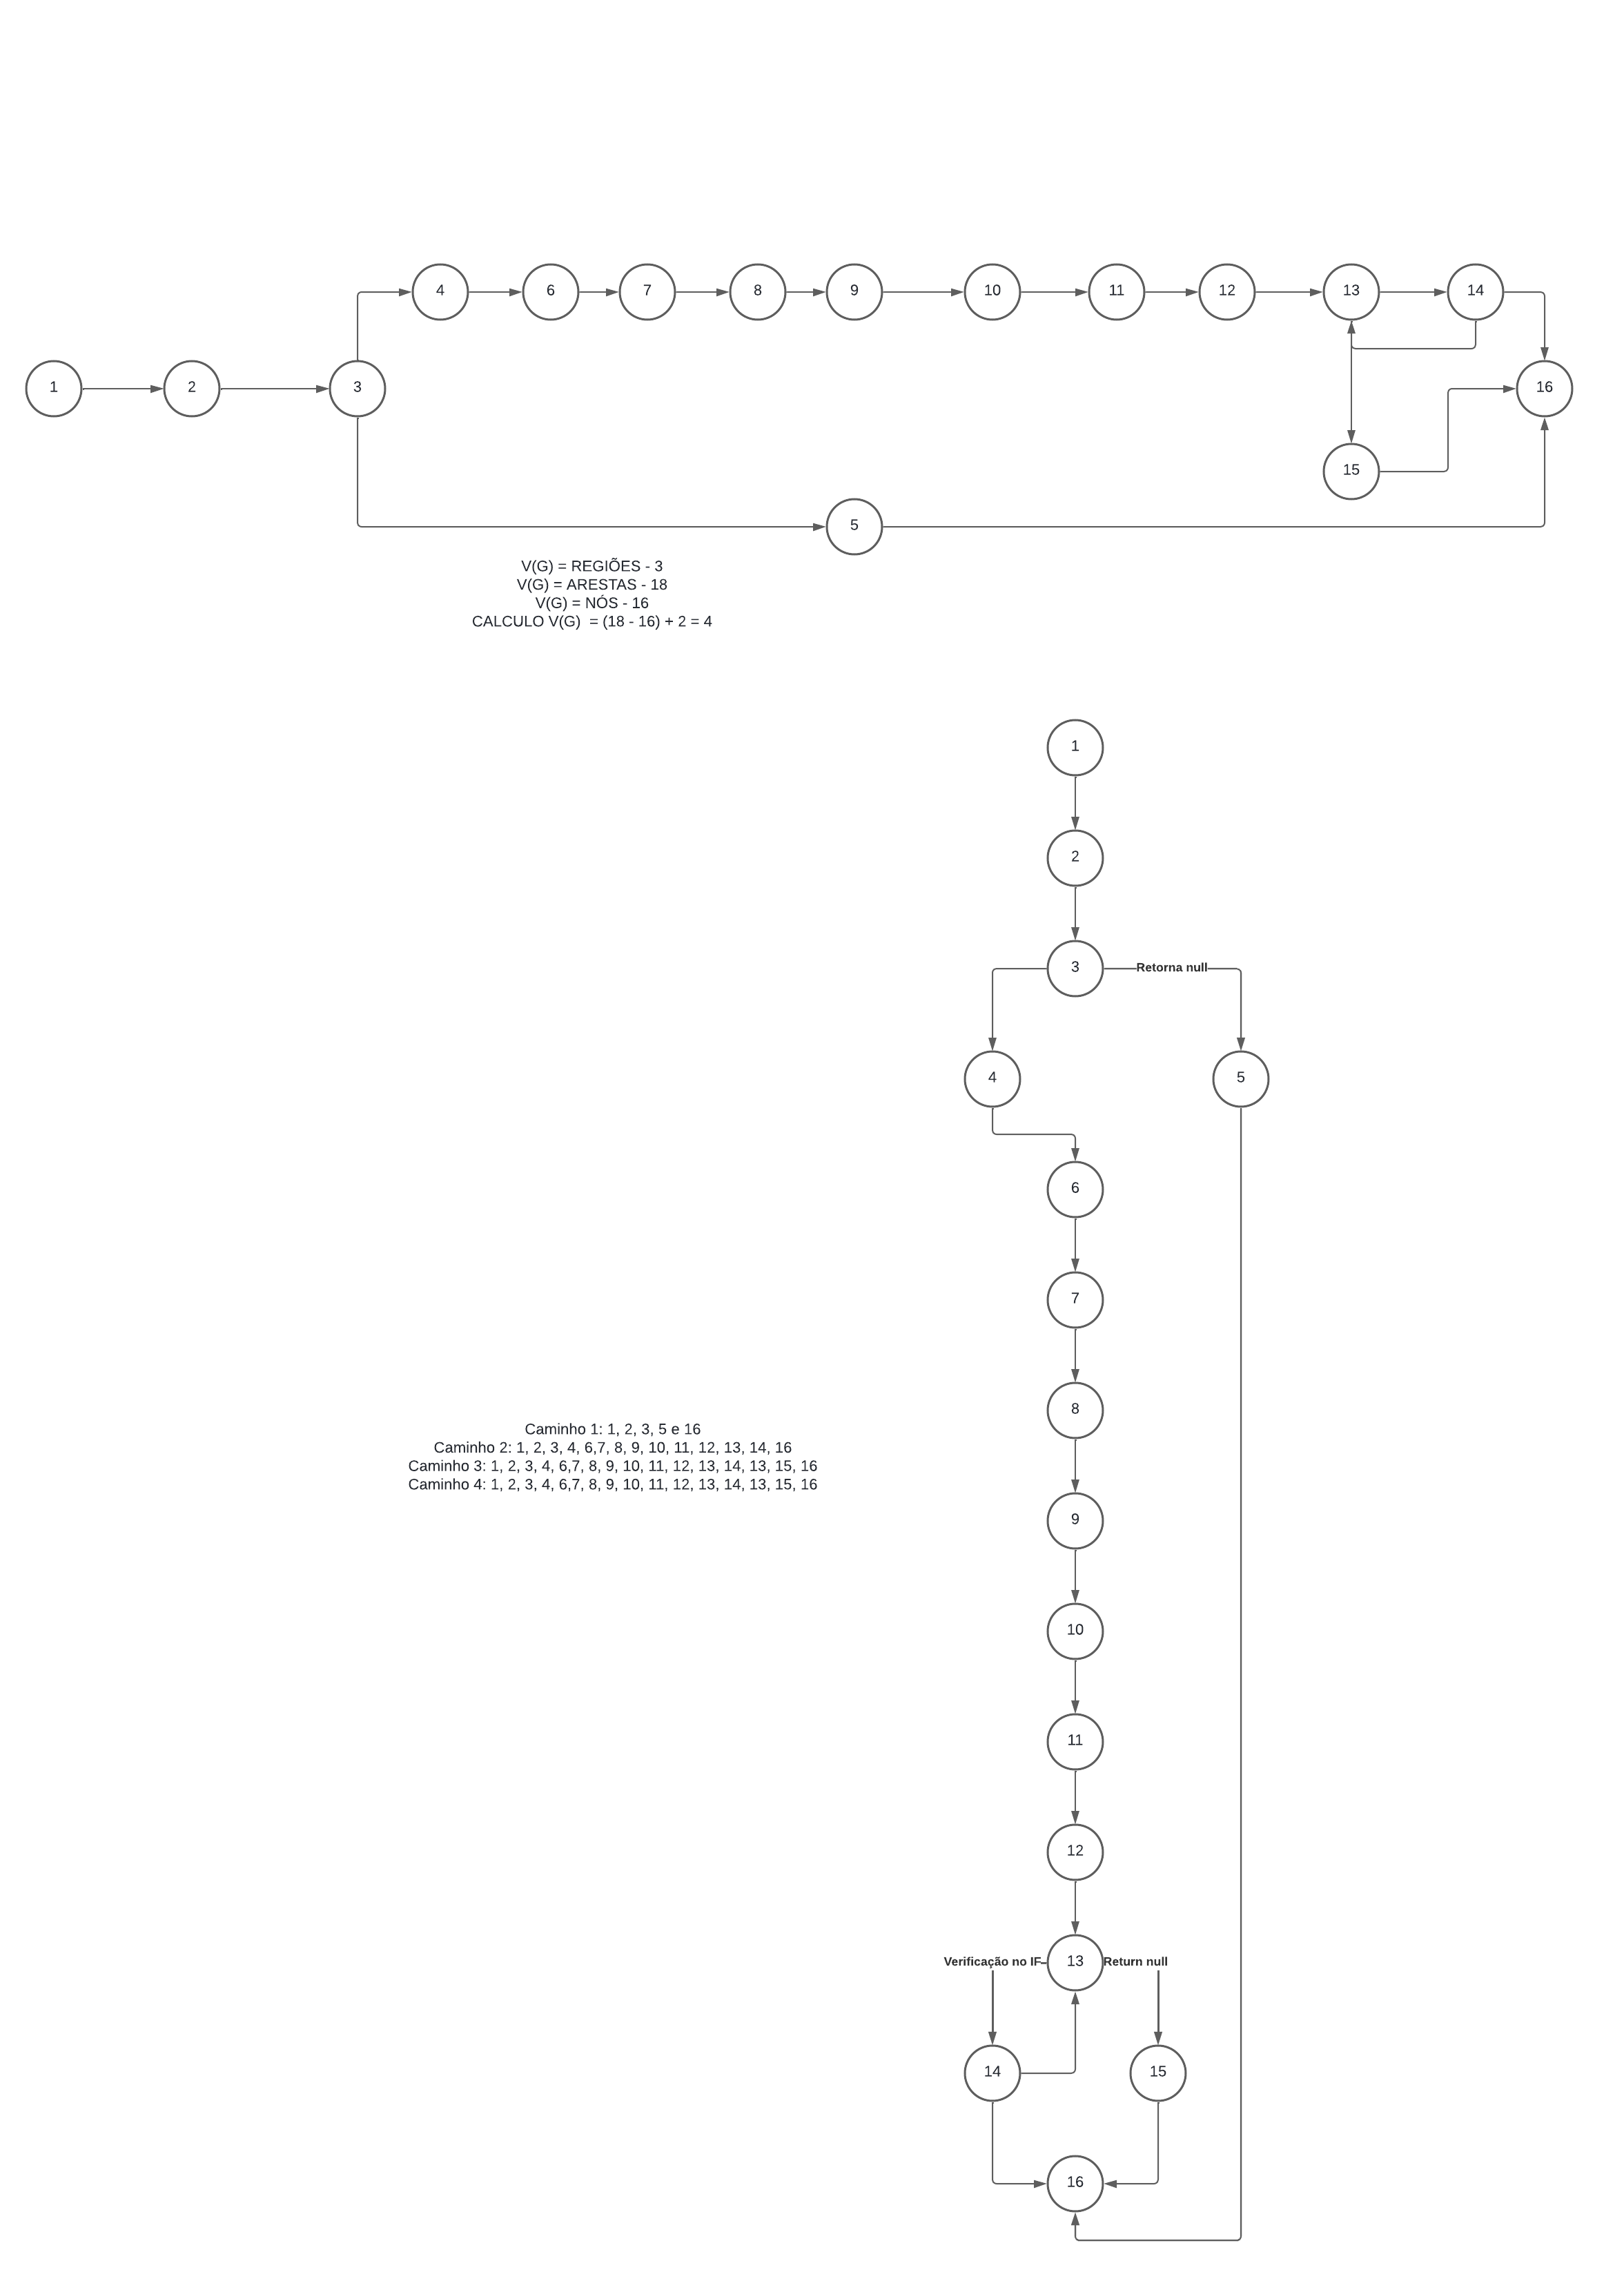 4
6
7
8
9
10
11
12
13
14
1
2
3
16
15
5
V(G) = REGIÕES - 3
V(G) = ARESTAS - 18
V(G) = NÓS - 16
CALCULO V(G)  = (18 - 16) + 2 = 4
1
2
3
Retorna null
4
5
6
7
8
Caminho 1: 1, 2, 3, 5 e 16
Caminho 2: 1, 2, 3, 4, 6,7, 8, 9, 10, 11, 12, 13, 14, 16
Caminho 3: 1, 2, 3, 4, 6,7, 8, 9, 10, 11, 12, 13, 14, 13, 15, 16
Caminho 4: 1, 2, 3, 4, 6,7, 8, 9, 10, 11, 12, 13, 14, 13, 15, 16
9
10
11
12
Verificação no IF
13
Return null
14
15
16